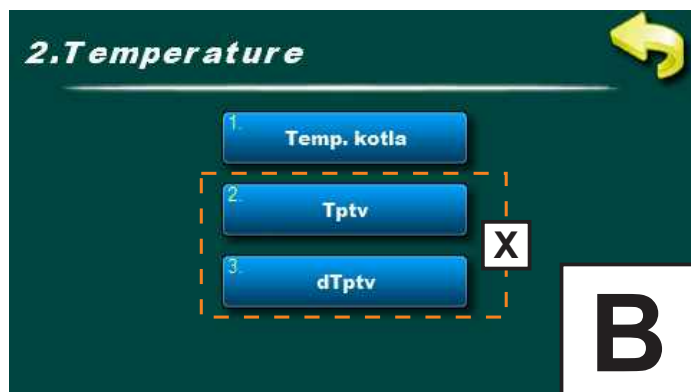 2.Temperature
1. Temp. kotla
2. Tptv
X
3. dTptv
B